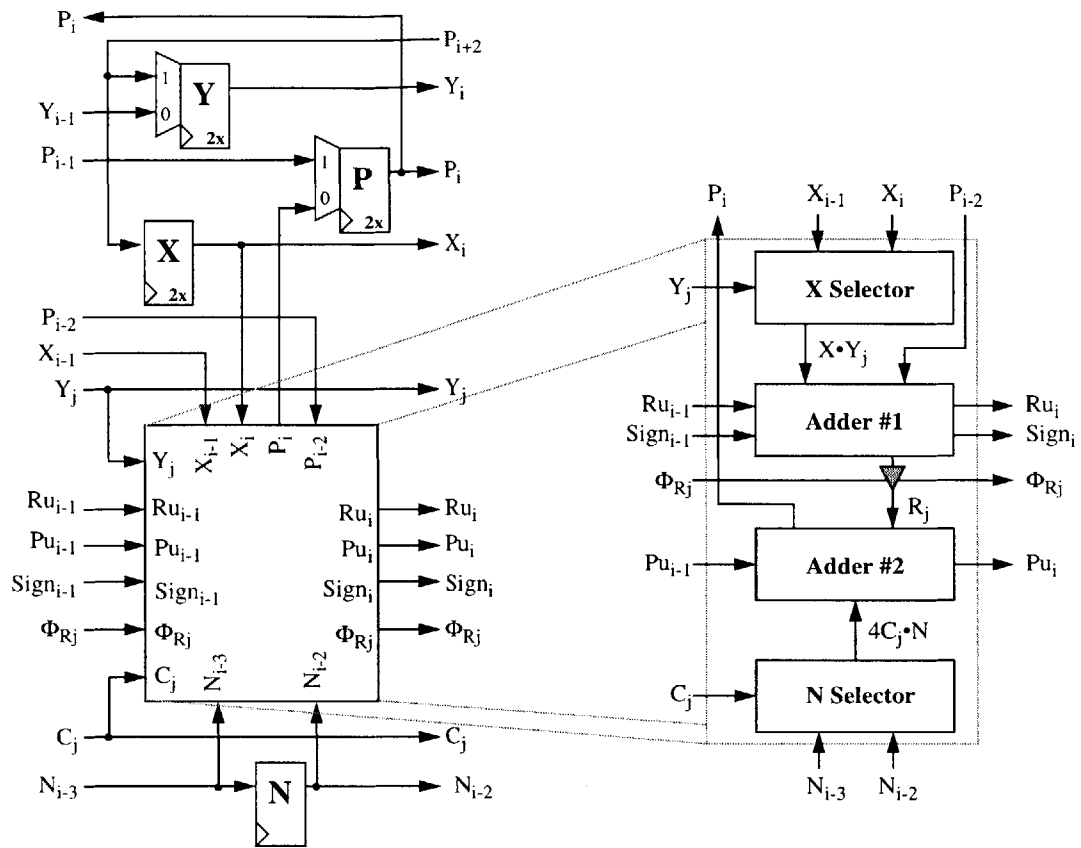 P_i
P_{i+2}
1
Y
Y_i
Y_{i-1}
0
2x
P_{i-1}
1
P
P_i
0
2x
X
X_i
2x
P_{i-2}
X_{i-1}
Y_j
Y_j
X_{i-1}
X_i
P_i
P_{i-2}
Y_j
Ru_{i-1}
Ru_{i-1}
Ru_i
Ru_i
Pu_{i-1}
Pu_{i-1}
Pu_i
Pu_i
Sign_{i-1}
Sign_{i-1}
Sign_i
Sign_i
Φ_{Rj}
Φ_{Rj}
Φ_{Rj}
Φ_{Rj}
C_j
N_{i-3}
N_{i-2}
C_j
C_j
N_{i-3}
N
N_{i-2}
P_i
X_{i-1}
X_i
P_{i-2}
Y_j
X Selector
X•Y_j
Ru_{i-1}
Adder #1
Ru_i
Sign_{i-1}
Sign_i
Φ_{Rj}
Φ_{Rj}
R_j
Pu_{i-1}
Adder #2
Pu_i
4C_j•N
C_j
N Selector
N_{i-3}
N_{i-2}